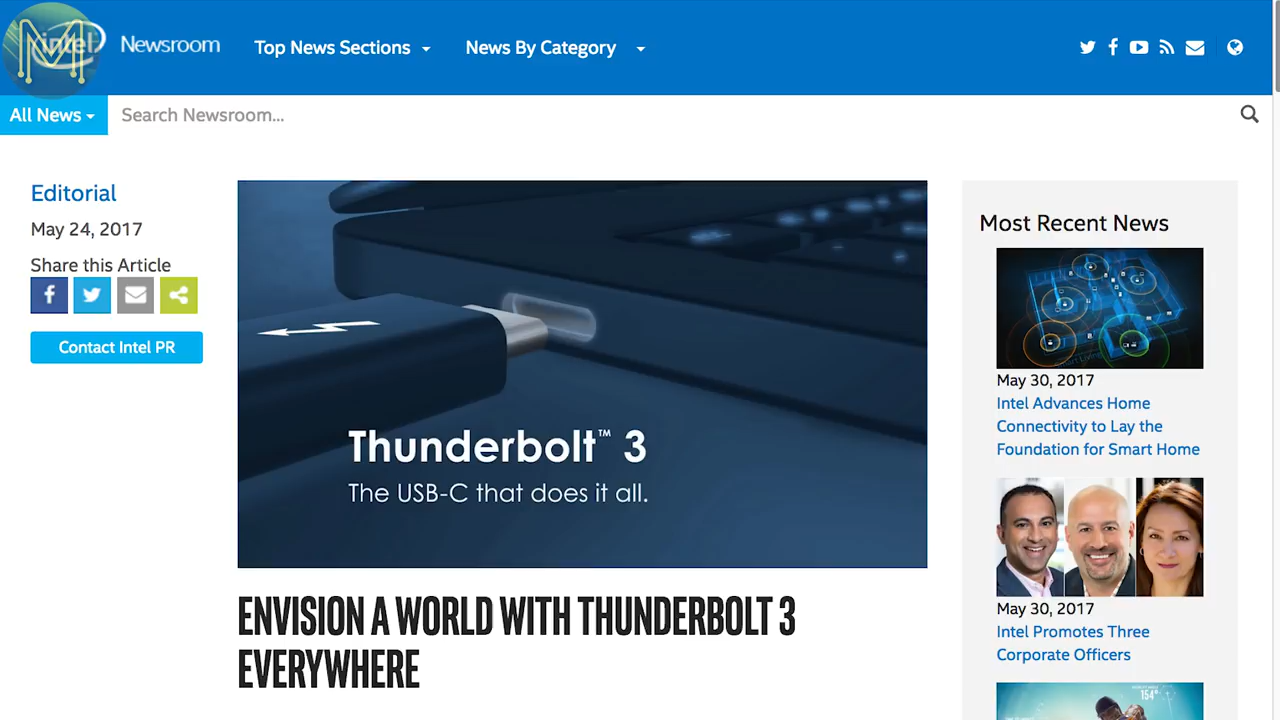 intel Newsroom
Top News Sections
News By Category
All News
Search Newsroom...
Editorial
May 24, 2017
Share this Article
Contact Intel PR
Thunderbolt™ 3
The USB-C that does it all.
ENVISION A WORLD WITH THUNDERBOLT 3
EVERYWHERE
Most Recent News
May 30, 2017
Intel Advances Home
Connectivity to Lay the
Foundation for Smart Home
May 30, 2017
Intel Promotes Three
Corporate Officers
154